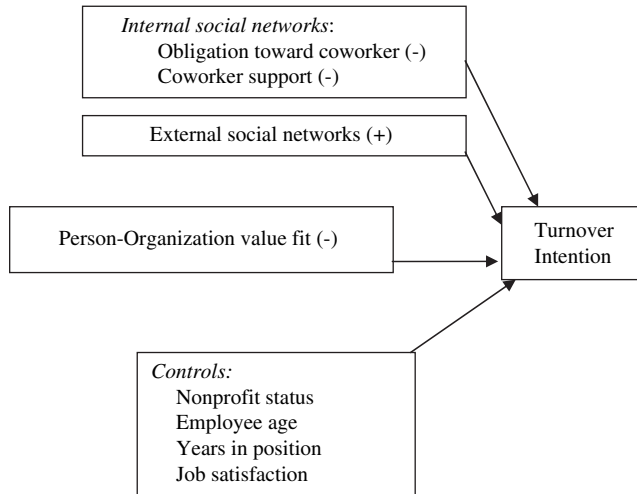 Internal social networks:
Obligation toward coworker (-)
Coworker support (-)
External social networks (+)
Person-Organization value fit (-)
Turnover
Intention
Controls:
Nonprofit status
Employee age
Years in position
Job satisfaction